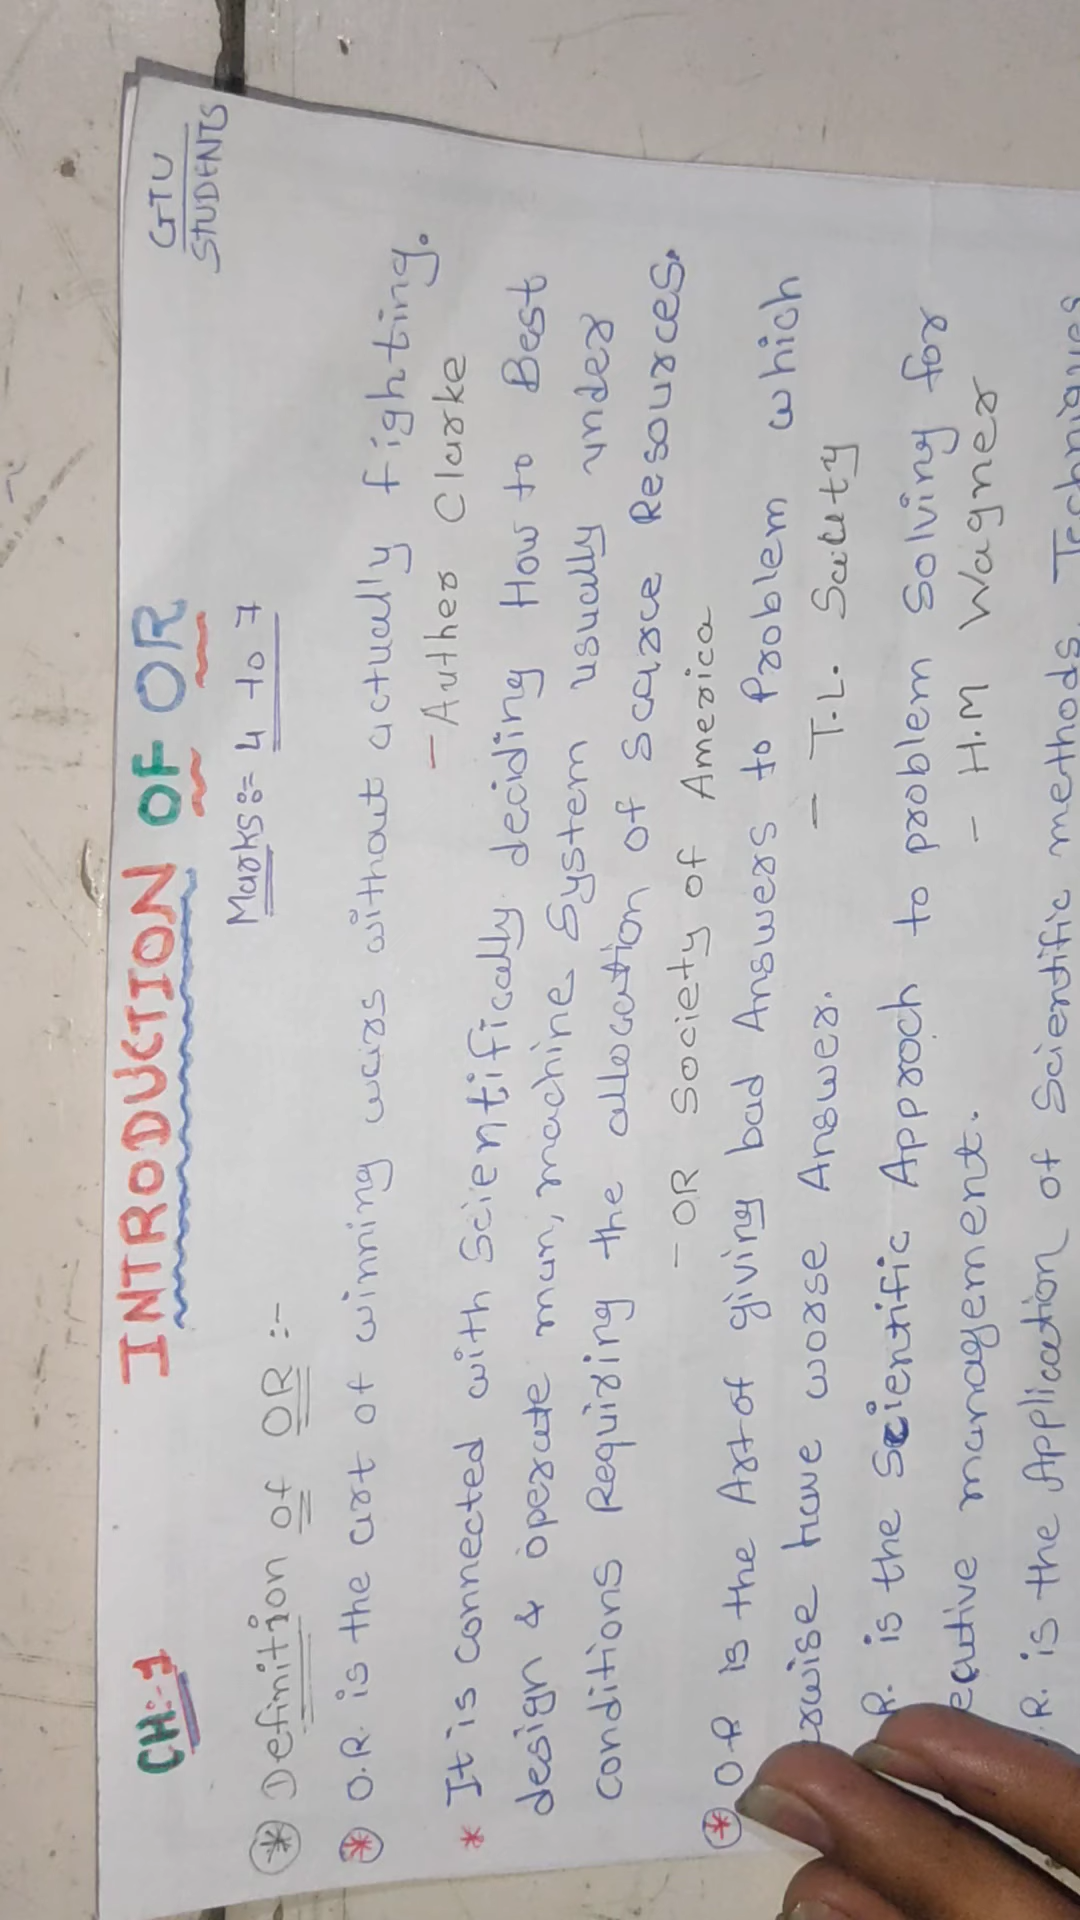 GTU
STUDENTS
CH:-1 INTRODUCTION OF OR
Marks:= 4 to 7
* Definition of OR :-
* O.R. is the art of winning wars without actually fighting.
- Auther Clarke
* It is connected with Scientifically deciding How to Best
design & operate man, machine System usually under
conditions Requiring the allocation of Scarce Resources.
- OR Society of America
* O.R is the Art of giving bad Answers to Problem which
rwise have worse Answer.
- T.L. Saaty
R. is the Scientific Approch to problem Solving for
ecutive management.
- H.M Wagner
.R. is the Application of Scientific methods, Techniques